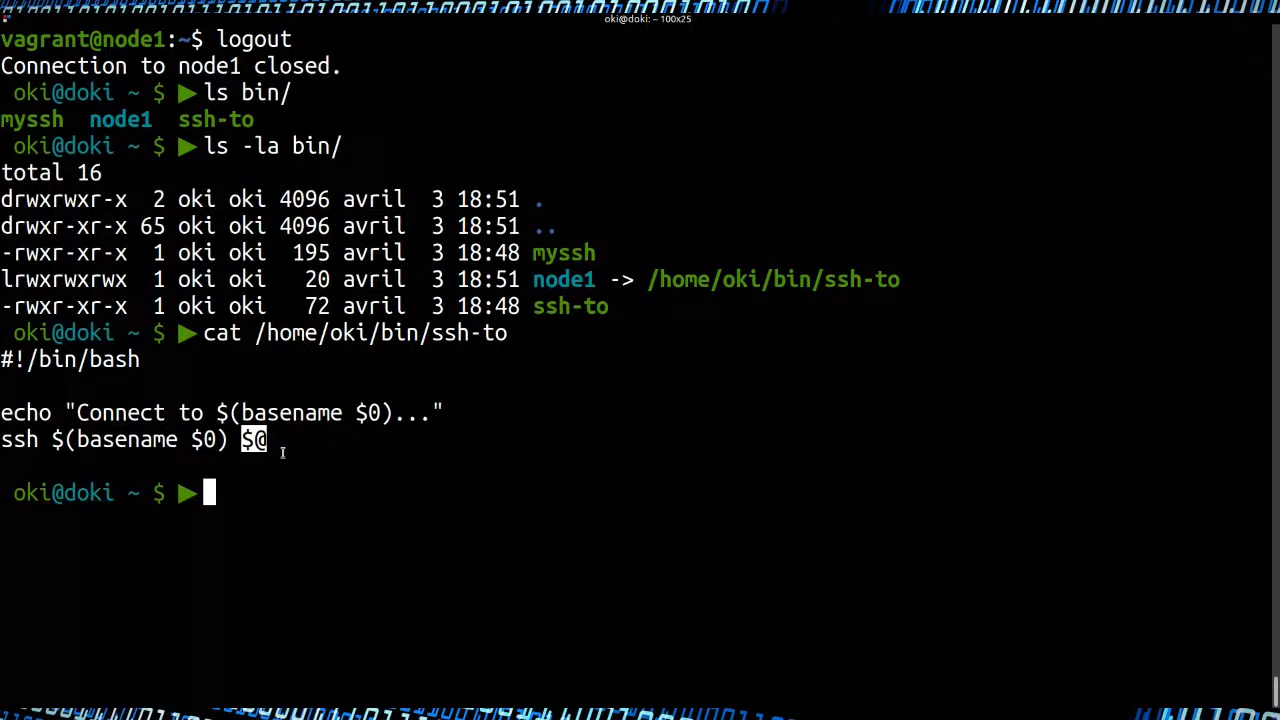 oki@doki: ~ 100x25
vagrant@node1:~$ logout
Connection to node1 closed.
oki@doki ~ $ ▶ls bin/
myssh  node1  ssh-to
oki@doki ~ $ ▶ls -la bin/
total 16
drwxrwxr-x  2 oki oki 4096 avril  3 18:51 .
drwxr-xr-x 65 oki oki 4096 avril  3 18:51 ..
-rwxr-xr-x  1 oki oki  195 avril  3 18:48 myssh
lrwxrwxrwx  1 oki oki   20 avril  3 18:51 node1 -> /home/oki/bin/ssh-to
-rwxr-xr-x  1 oki oki   72 avril  3 18:48 ssh-to
oki@doki ~ $ ▶cat /home/oki/bin/ssh-to
#!/bin/bash
echo "Connect to $(basename $0)..."
ssh $(basename $0) $@
oki@doki ~ $ ▶